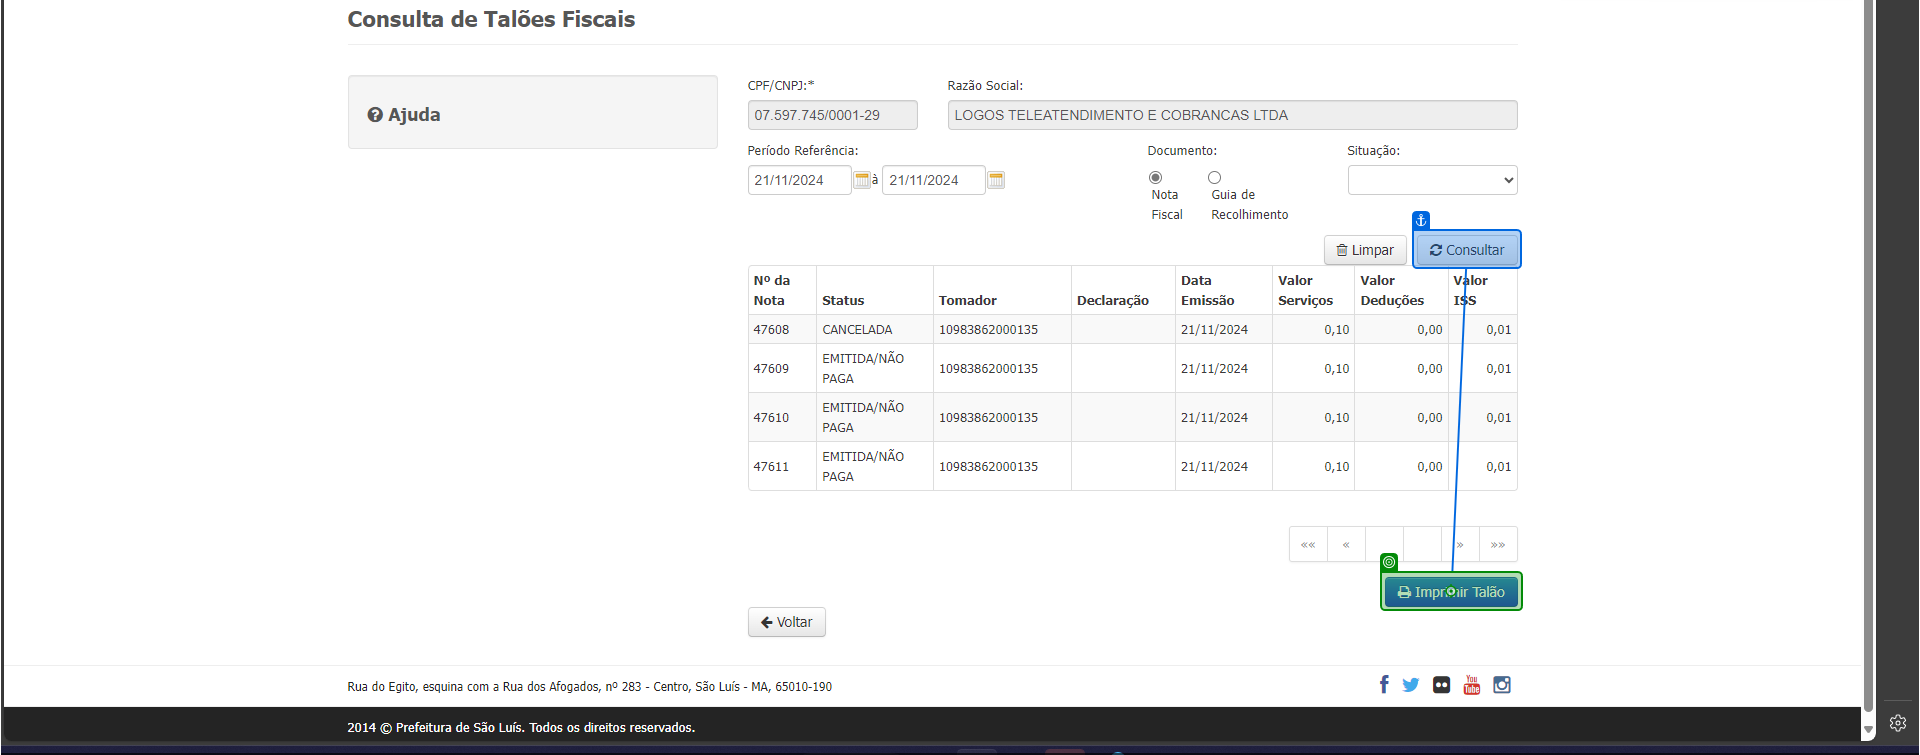 Consulta de Talões Fiscais
Ajuda
CPF/CNPJ:*
Razão Social:
07.597.745/0001-29
LOGOS TELEATENDIMENTO E COBRANCAS LTDA
Período Referência:
Documento:
Situação:
21/11/2024 à 21/11/2024
Nota Fiscal
Guia de Recolhimento
Limpar
Consultar
Nº da Nota Status Tomador Declaração Data Emissão Valor Serviços Valor Deduções Valor ISS
47608 CANCELADA 10983862000135 21/11/2024 0,10 0,00 0,01
47609 EMITIDA/NÃO PAGA 10983862000135 21/11/2024 0,10 0,00 0,01
47610 EMITIDA/NÃO PAGA 10983862000135 21/11/2024 0,10 0,00 0,01
47611 EMITIDA/NÃO PAGA 10983862000135 21/11/2024 0,10 0,00 0,01
«« « » »»
Imprimir Talão
Voltar
Rua do Egito, esquina com a Rua dos Afogados, nº 283 - Centro, São Luís - MA, 65010-190
You Tube
2014 © Prefeitura de São Luís. Todos os direitos reservados.